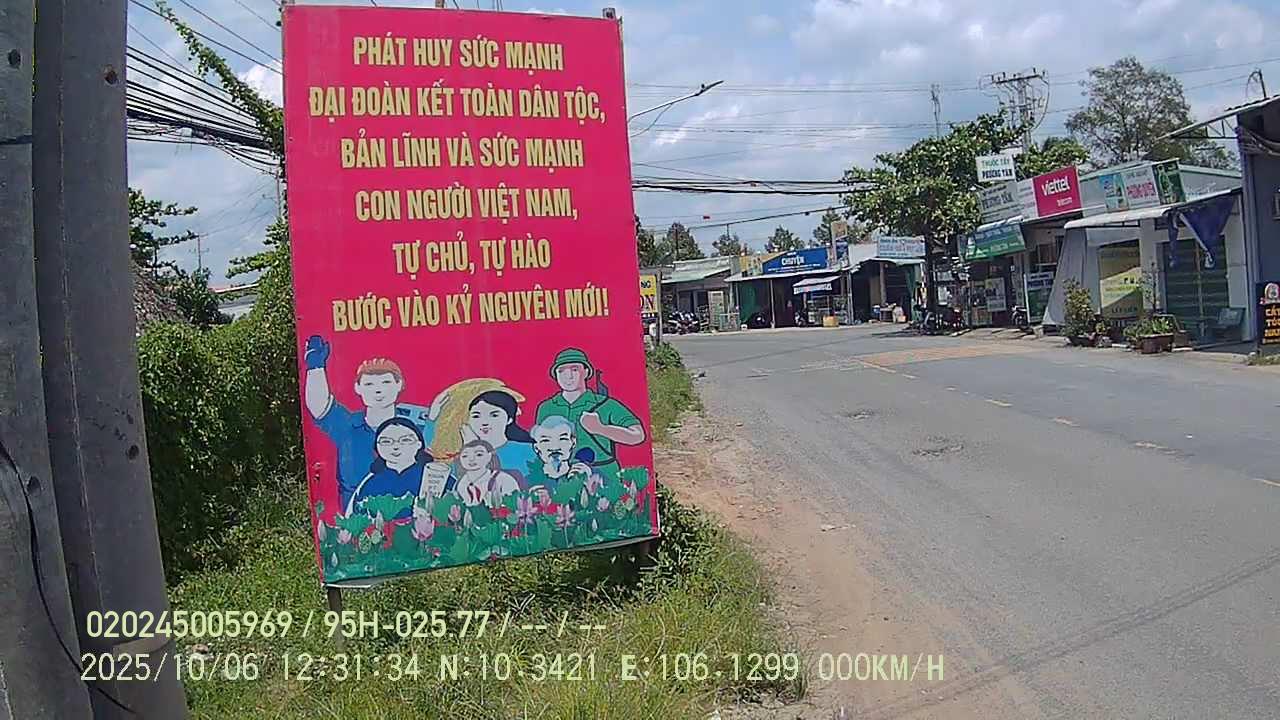 PHÁT HUY SỨC MẠNH
ĐẠI ĐOÀN KẾT TOÀN DÂN TỘC,
BẢN LĨNH VÀ SỨC MẠNH
CON NGƯỜI VIỆT NAM,
TỰ CHỦ, TỰ HÀO
BƯỚC VÀO KỶ NGUYÊN MỚI!
THUỐC TÂY
viettel
CHUYỆN
020245005969 / 95H-025.77 / -- / --
2025/10/06 12:31:34 N:10.3421 E:106.1299 000KM/H